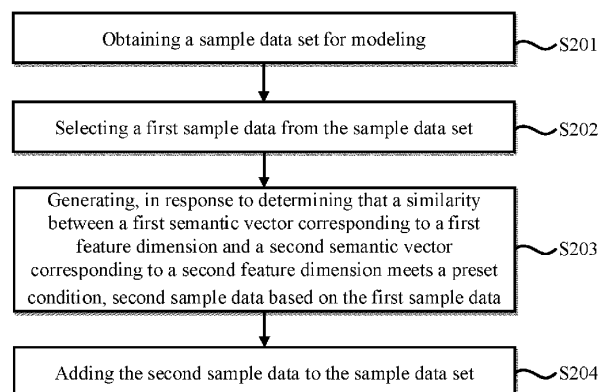 Obtaining a sample data set for modeling
S201
Selecting a first sample data from the sample data set
S202
Generating, in response to determining that a similarity
between a first semantic vector corresponding to a first
feature dimension and a second semantic vector
corresponding to a second feature dimension meets a preset
condition, second sample data based on the first sample data
S203
Adding the second sample data to the sample data set
S204